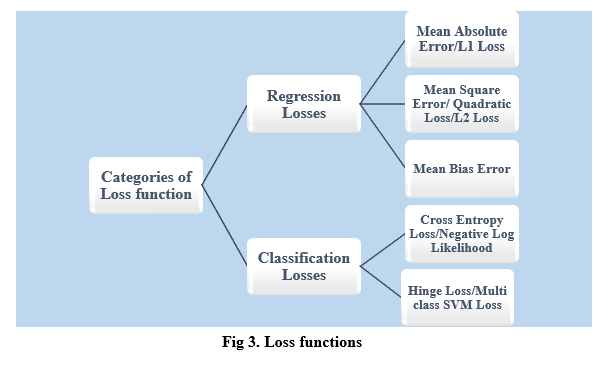 Mean Absolute
Error/L1 Loss
Regression
Losses
Mean Square
Error/ Quadratic
Loss/L2 Loss
Mean Bias Error
Categories of
Loss function
Cross Entropy
Loss/Negative Log
Likelihood
Classification
Losses
Hinge Loss/Multi
class SVM Loss
Fig 3. Loss functions